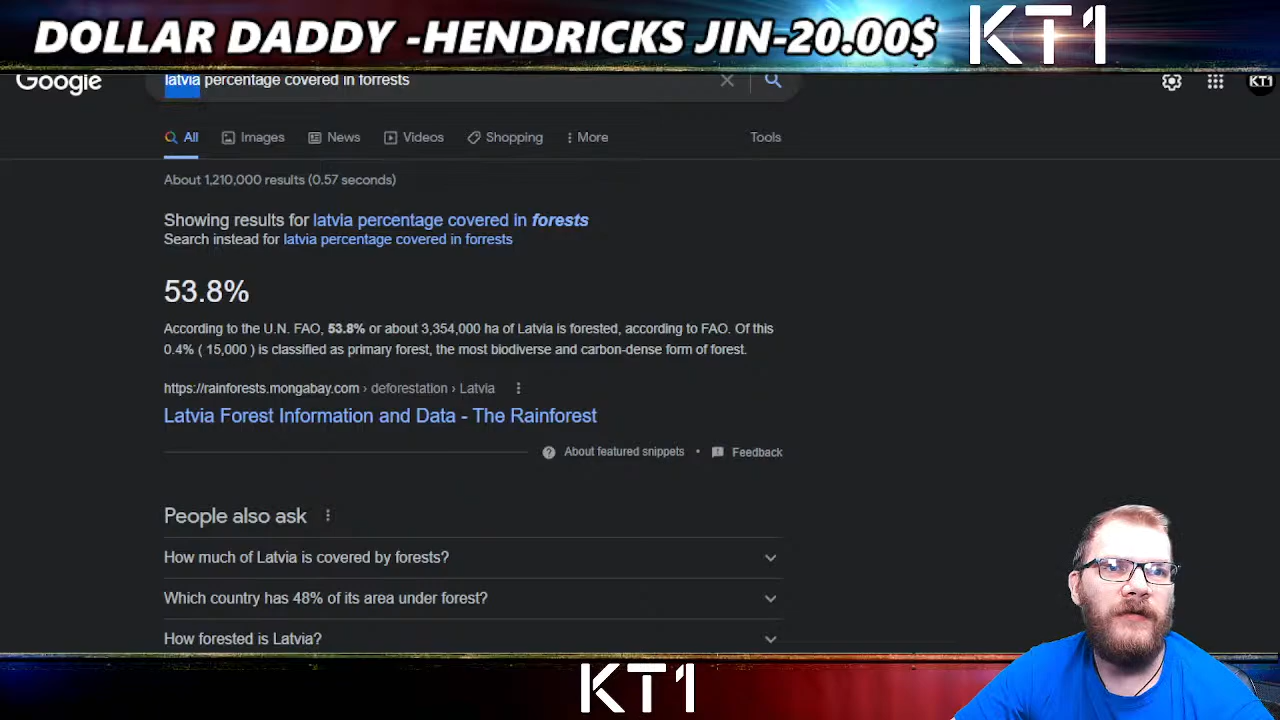 DOLLAR DADDY -HENDRICKS JIN-20.00$
KT1
Google
latvia percentage covered in forrests
KT1
All
Images
News
Videos
Shopping
More
Tools
About 1,210,000 results (0.57 seconds)
Showing results for latvia percentage covered in forests
Search instead for latvia percentage covered in forrests
53.8%
According to the U.N. FAO, 53.8% or about 3,354,000 ha of Latvia is forested, according to FAO. Of this
0.4% ( 15,000 ) is classified as primary forest, the most biodiverse and carbon-dense form of forest.
https://rainforests.mongabay.com › deforestation › Latvia
Latvia Forest Information and Data - The Rainforest
About featured snippets • Feedback
People also ask
How much of Latvia is covered by forests?
Which country has 48% of its area under forest?
How forested is Latvia?
KT1